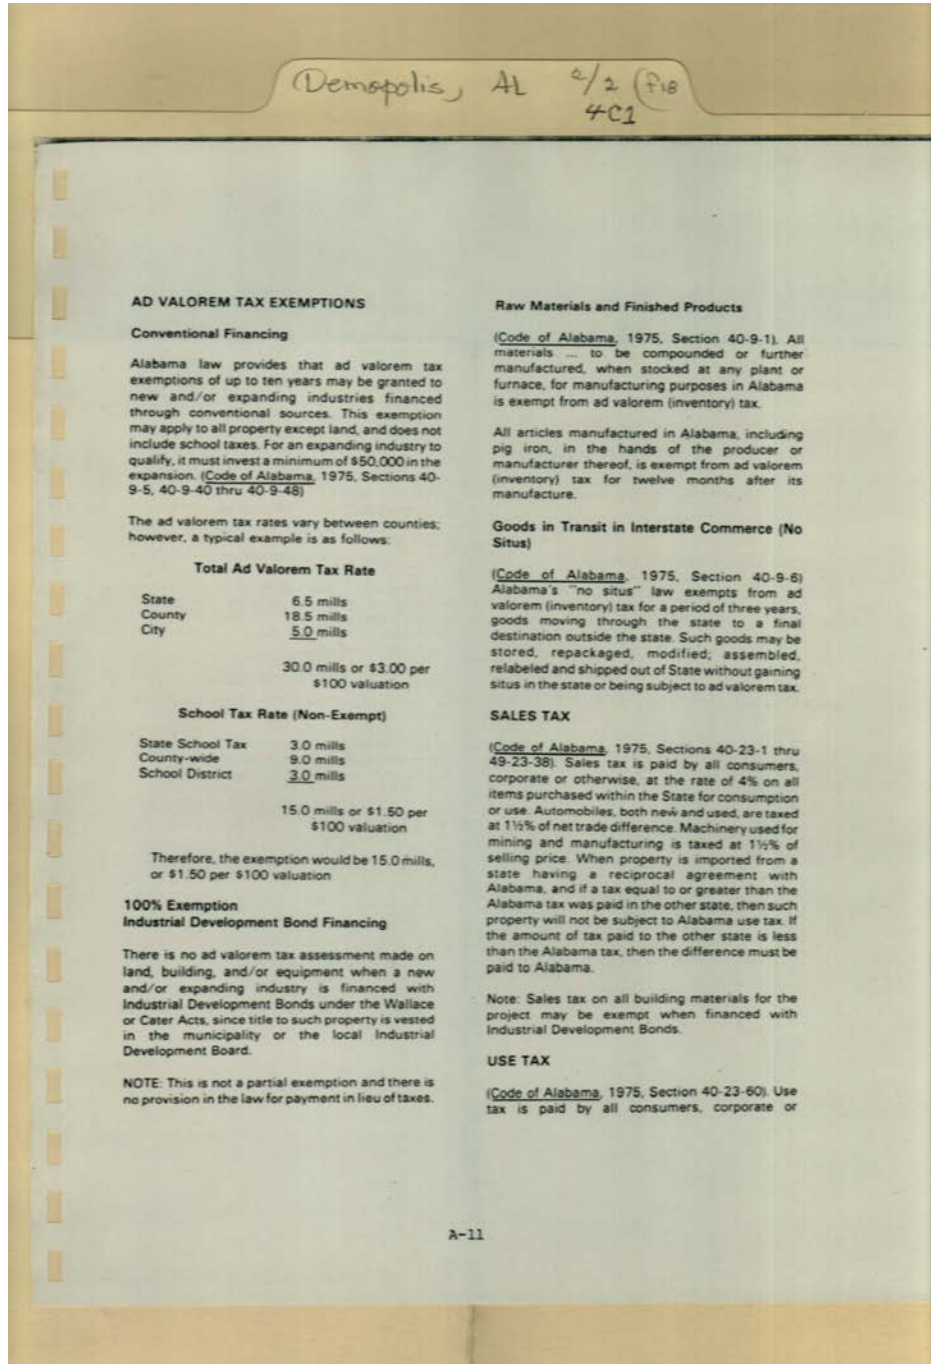 Demopolis, AL 2/2 (F18
4C1
AD VALOREM TAX EXEMPTIONS
Conventional Financing
Alabama law provides that ad valorem tax
exemptions of up to ten years may be granted to
new and/or expanding industries financed
through conventional sources. This exemption
may apply to all property except land, and does not
include school taxes. For an expanding industry to
qualify, it must invest a minimum of $50,000 in the
expansion. (Code of Alabama, 1975, Sections 40-
9-5, 40-9-40 thru 40-9-48)
The ad valorem tax rates vary between counties;
however, a typical example is as follows:
Total Ad Valorem Tax Rate
State 6.5 mills
County 18.5 mills
City 5.0 mills
30.0 mills or $3.00 per
$100 valuation
School Tax Rate (Non-Exempt)
State School Tax 3.0 mills
County-wide 9.0 mills
School District 3.0 mills
15.0 mills or $1.50 per
$100 valuation
Therefore, the exemption would be 15.0 mills,
or $1.50 per $100 valuation
100% Exemption
Industrial Development Bond Financing
There is no ad valorem tax assessment made on
land, building, and/or equipment when a new
and/or expanding industry is financed with
Industrial Development Bonds under the Wallace
or Cater Acts, since title to such property is vested
in the municipality or the local Industrial
Development Board.
NOTE: This is not a partial exemption and there is
no provision in the law for payment in lieu of taxes.
Raw Materials and Finished Products
(Code of Alabama, 1975, Section 40-9-1). All
materials ... to be compounded or further
manufactured, when stocked at any plant or
furnace, for manufacturing purposes in Alabama
is exempt from ad valorem (inventory) tax.
All articles manufactured in Alabama, including
pig iron, in the hands of the producer or
manufacturer thereof, is exempt from ad valorem
(inventory) tax for twelve months after its
manufacture.
Goods in Transit in Interstate Commerce (No
Situs)
(Code of Alabama, 1975, Section 40-9-6)
Alabama's "no situs" law exempts from ad
valorem (inventory) tax for a period of three years,
goods moving through the state to a final
destination outside the state. Such goods may be
stored, repackaged, modified, assembled,
relabeled and shipped out of State without gaining
situs in the state or being subject to ad valorem tax.
SALES TAX
(Code of Alabama, 1975, Sections 40-23-1 thru
49-23-38). Sales tax is paid by all consumers,
corporate or otherwise, at the rate of 4% on all
items purchased within the State for consumption
or use. Automobiles, both new and used, are taxed
at 1½% of net trade difference. Machinery used for
mining and manufacturing is taxed at 1½% of
selling price. When property is imported from a
state having a reciprocal agreement with
Alabama, and if a tax equal to or greater than the
Alabama tax was paid in the other state, then such
property will not be subject to Alabama use tax. If
the amount of tax paid to the other state is less
than the Alabama tax, then the difference must be
paid to Alabama.
Note: Sales tax on all building materials for the
project may be exempt when financed with
Industrial Development Bonds.
USE TAX
(Code of Alabama, 1975, Section 40-23-60). Use
tax is paid by all consumers, corporate or
A-11